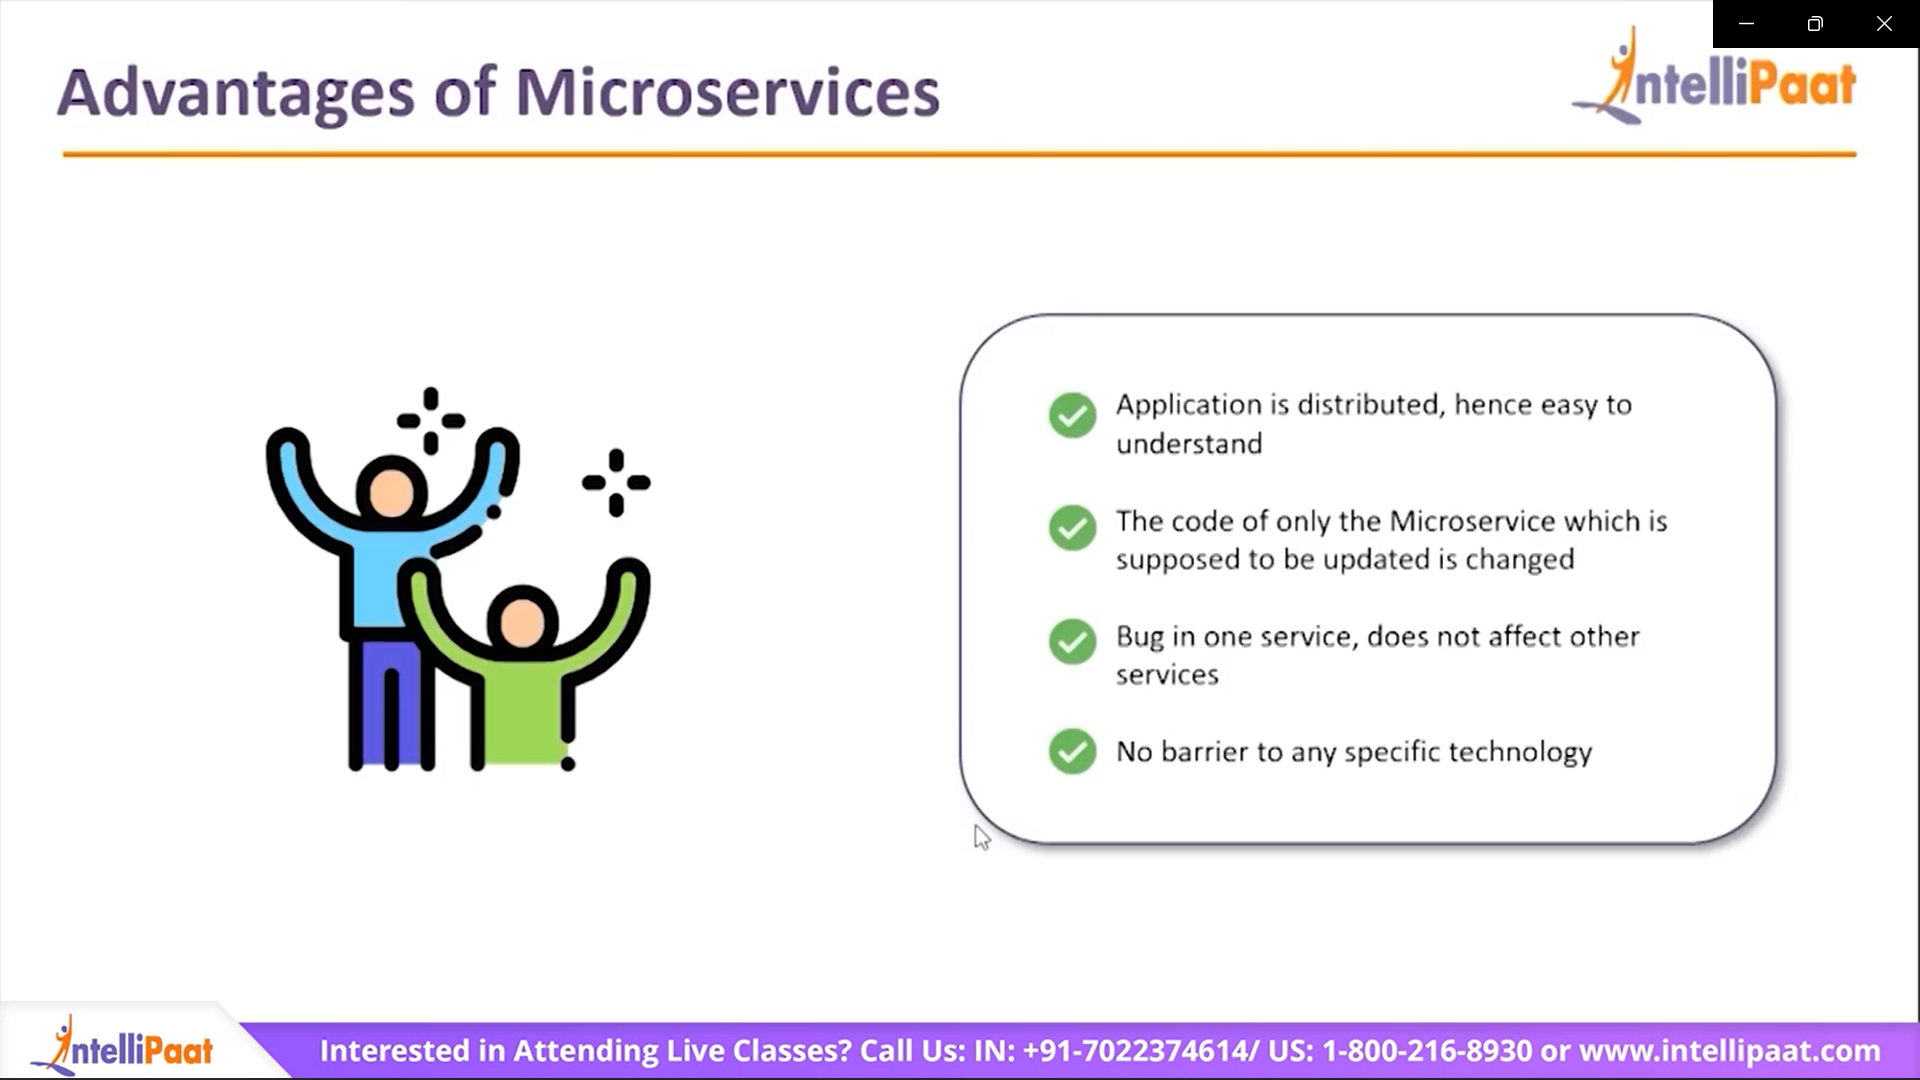 Advantages of Microservices
IntelliPaat
Application is distributed, hence easy to
understand
The code of only the Microservice which is
supposed to be updated is changed
Bug in one service, does not affect other
services
No barrier to any specific technology
IntelliPaat
Interested in Attending Live Classes? Call Us: IN: +91-7022374614/ US: 1-800-216-8930 or www.intellipaat.com